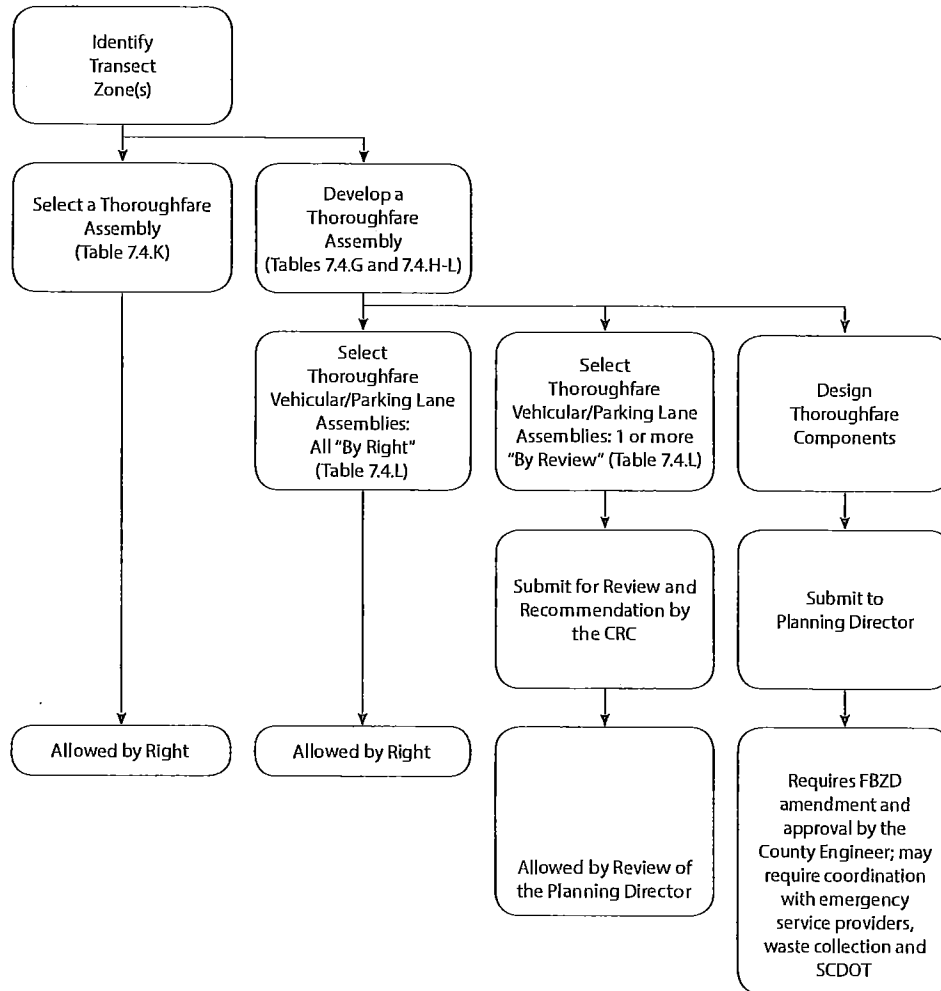 Identify
Transect
Zone(s)
Select a Thoroughfare
Assembly
(Table 7.4.K)
Develop a
Thoroughfare
Assembly
(Tables 7.4.G and 7.4.H-L)
Select
Thoroughfare
Vehicular/Parking Lane
Assemblies:
All "By Right"
(Table 7.4.L)
Select
Thoroughfare
Vehicular/Parking Lane
Assemblies: 1 or more
"By Review" (Table 7.4.L)
Design
Thoroughfare
Components
Submit for Review and
Recommendation by
the CRC
Submit to
Planning Director
Allowed by Right
Allowed by Right
Allowed by Review of
the Planning Director
Requires FBZD
amendment and
approval by the
County Engineer; may
require coordination
with emergency
service providers,
waste collection and
SCDOT